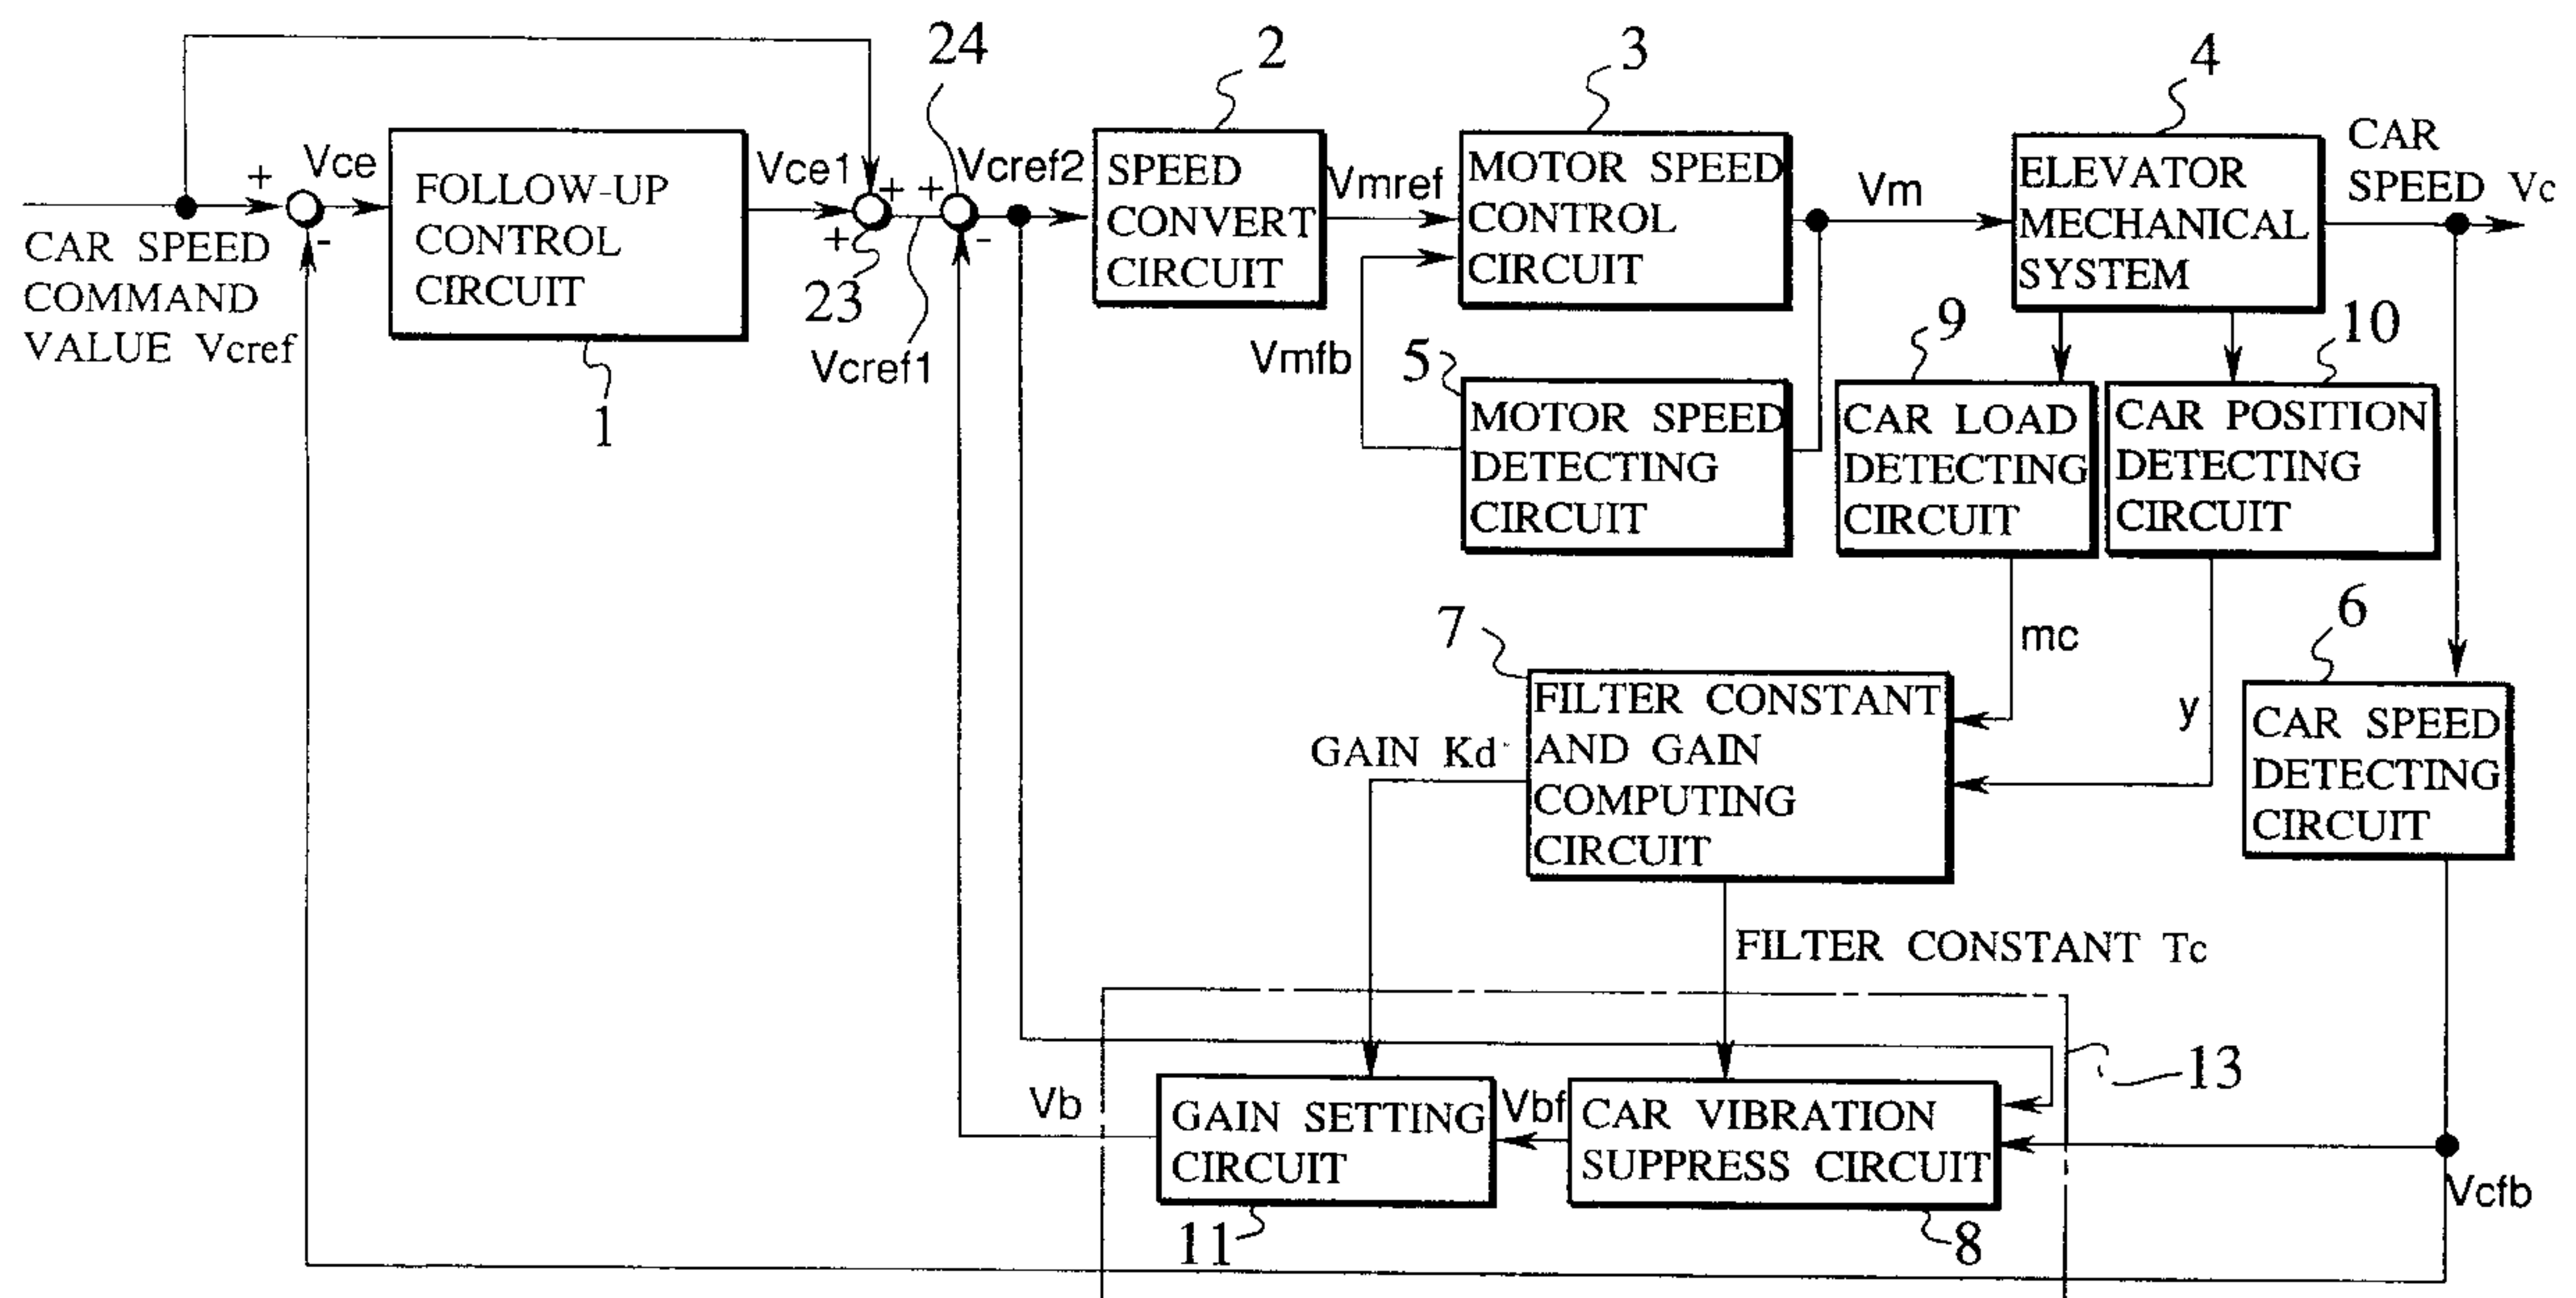 24
2
3
4
Vce
Vce1
Vcref2
SPEED
CONVERT
CIRCUIT
Vmref
MOTOR SPEED
CONTROL
CIRCUIT
Vm
ELEVATOR
MECHANICAL
SYSTEM
CAR
SPEED Vc
+
-
FOLLOW-UP
CONTROL
CIRCUIT
+
+
+
-
CAR SPEED
COMMAND
VALUE Vcref
1
23
Vcref1
Vmfb
5
MOTOR SPEED
DETECTING
CIRCUIT
9
CAR LOAD
DETECTING
CIRCUIT
10
CAR POSITION
DETECTING
CIRCUIT
7
mc
y
6
FILTER CONSTANT
AND GAIN
COMPUTING
CIRCUIT
GAIN Kd
CAR SPEED
DETECTING
CIRCUIT
FILTER CONSTANT Tc
13
Vb
GAIN SETTING
CIRCUIT
11
Vbf
CAR VIBRATION
SUPPRESS CIRCUIT
8
Vcfb